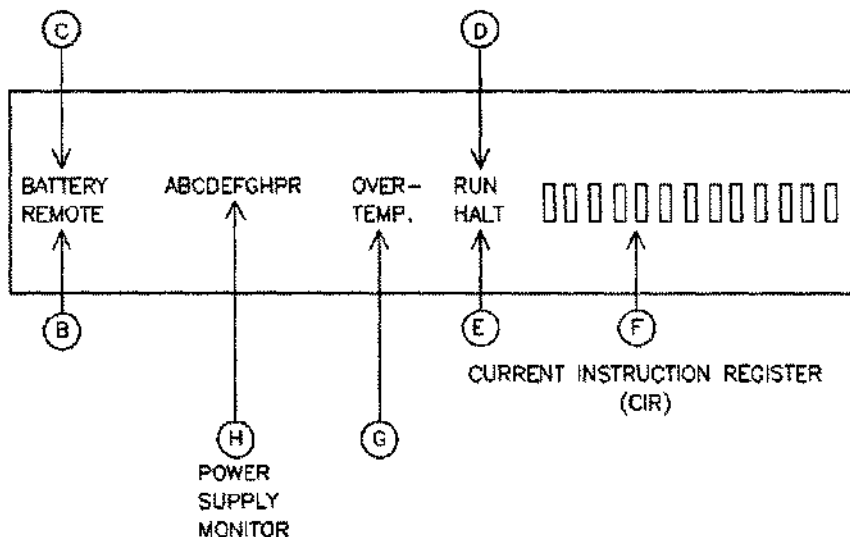 C
D
BATTERY ABCDEFGHPR OVER- RUN
REMOTE TEMP. HALT
B
E
F
CURRENT INSTRUCTION REGISTER
(CIR)
H
G
POWER
SUPPLY
MONITOR